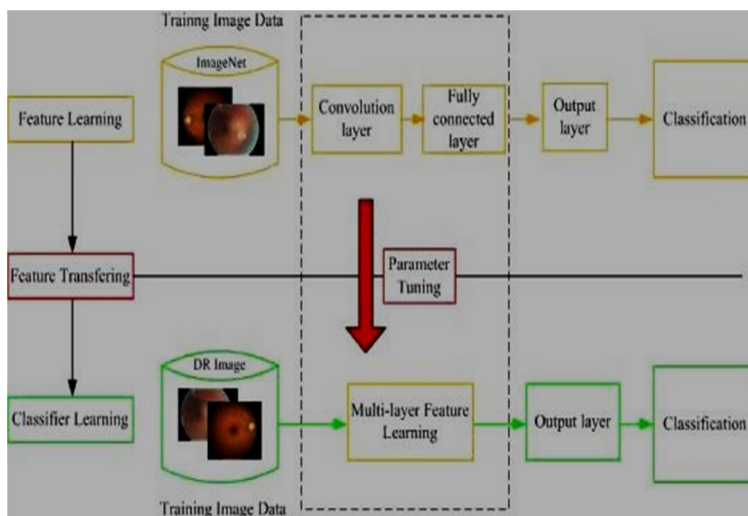 Trainng Image Data
ImageNet
Feature Learning
Convolution
layer
Fully
connected
layer
Output
layer
Classification
Feature Transfering
Parameter
Tuning
DR Image
Classifier Learning
Multi-layer Feature
Learning
Output layer
Classification
Training Image Data